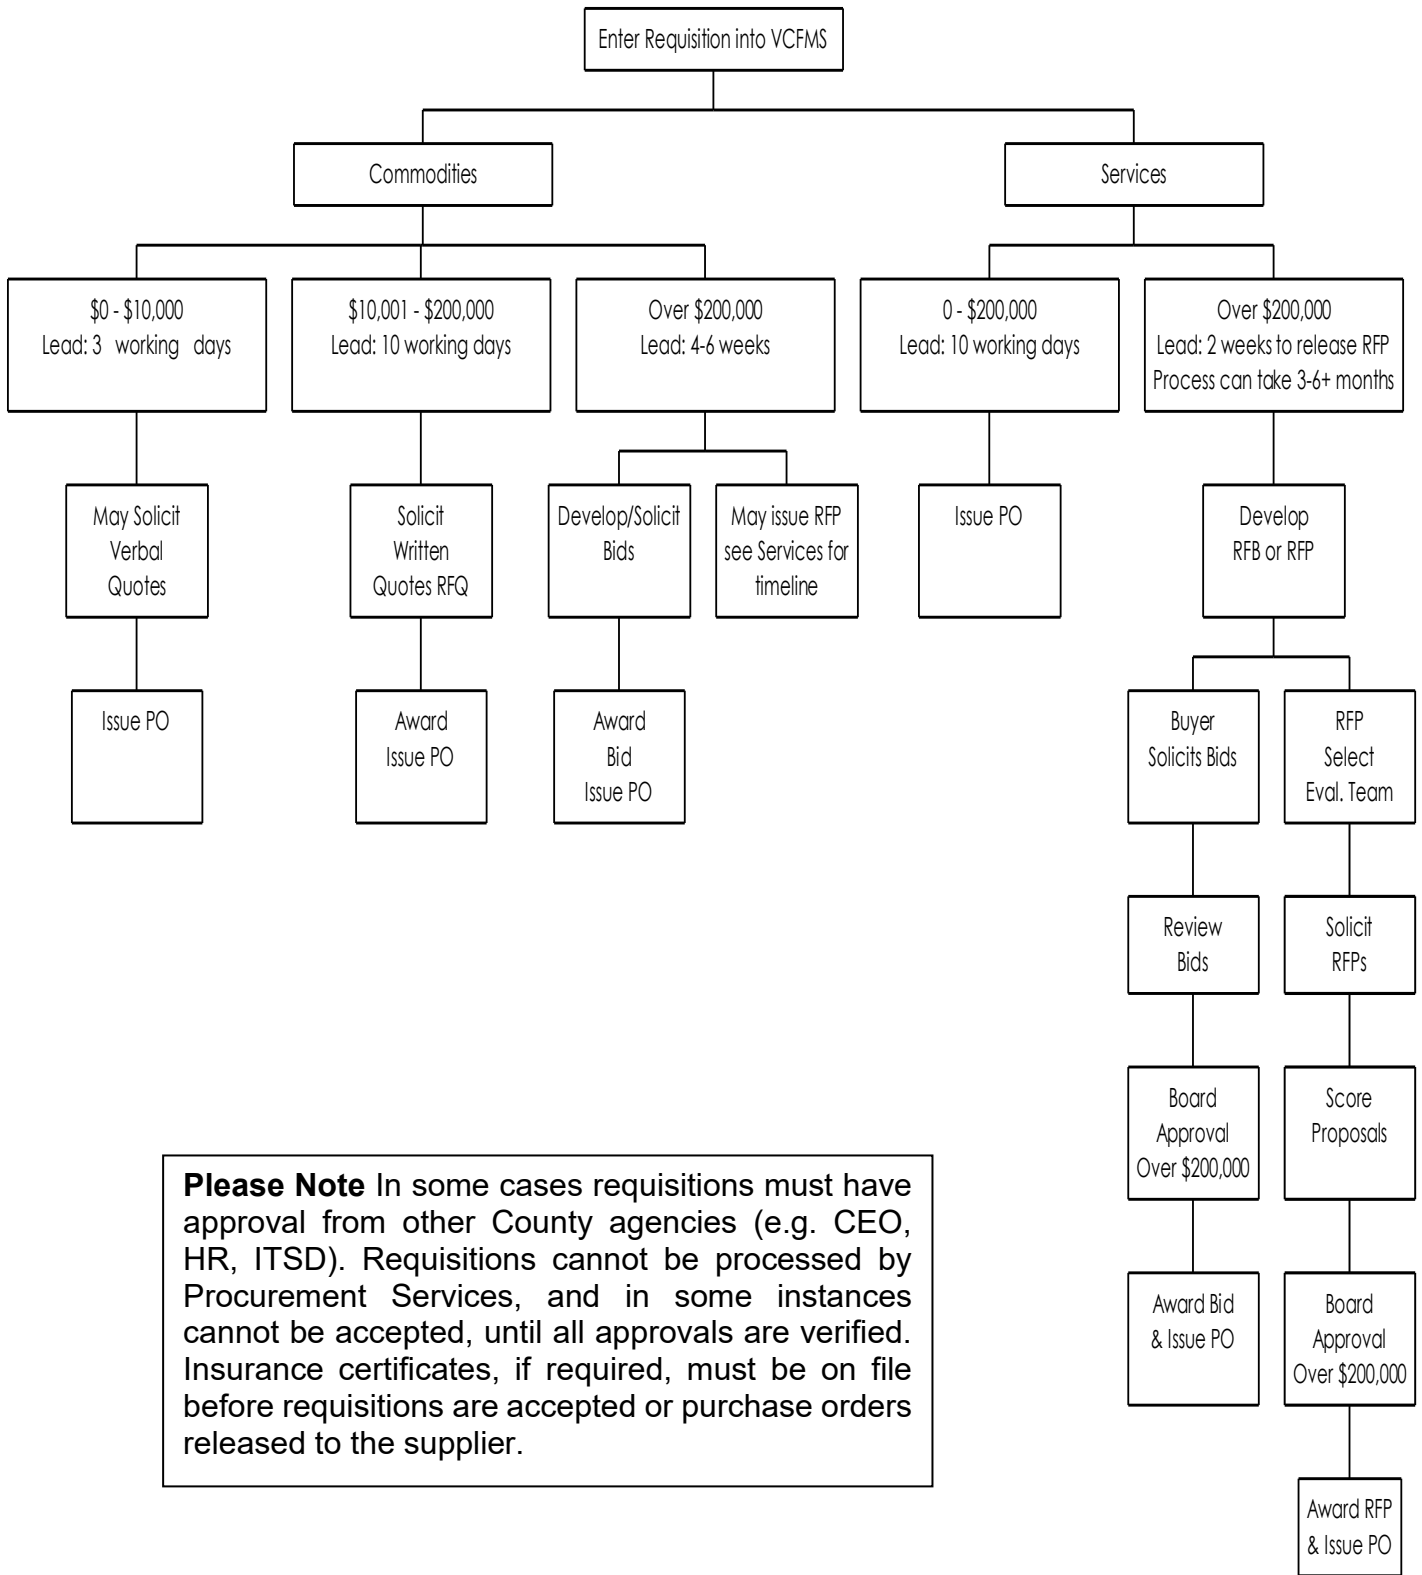 Enter Requisition into VCFMS
Commodities
Services
$0 - $10,000
Lead: 3 working days
$10,001 - $200,000
Lead: 10 working days
Over $200,000
Lead: 4-6 weeks
0 - $200,000
Lead: 10 working days
Over $200,000
Lead: 2 weeks to release RFP
Process can take 3-6+ months
May Solicit
Verbal
Quotes
Solicit
Written
Quotes RFQ
Develop/Solicit
Bids
May issue RFP
see Services for
timeline
Issue PO
Develop
RFB or RFP
Issue PO
Award
Issue PO
Award
Bid
Issue PO
Buyer
Solicits Bids
RFP
Select
Eval. Team
Review
Bids
Solicit
RFPs
Board
Approval
Over $200,000
Score
Proposals
Award Bid
& Issue PO
Board
Approval
Over $200,000
Award RFP
& Issue PO
Please Note In some cases requisitions must have
approval from other County agencies (e.g. CEO,
HR, ITSD). Requisitions cannot be processed by
Procurement Services, and in some instances
cannot be accepted, until all approvals are verified.
Insurance certificates, if required, must be on file
before requisitions are accepted or purchase orders
released to the supplier.